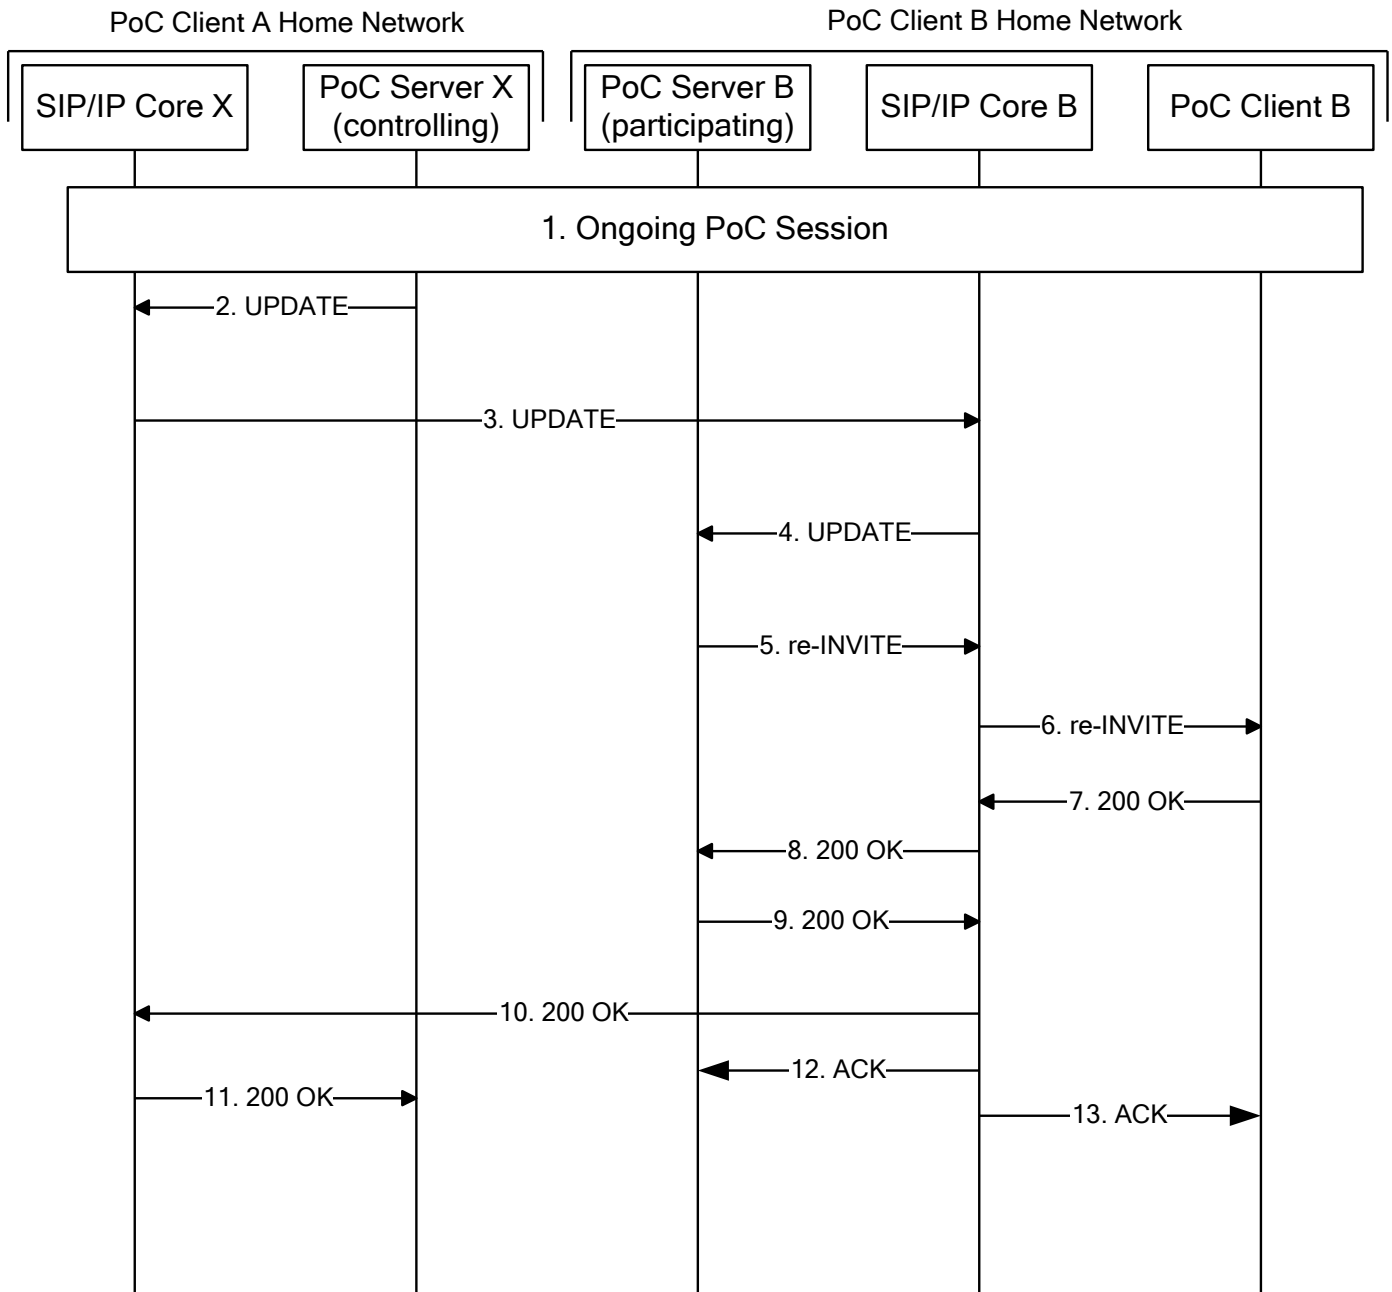 PoC Client A Home Network
PoC Client B Home Network
SIP/IP Core X
PoC Server X
(controlling)
PoC Server B
(participating)
SIP/IP Core B
PoC Client B
1. Ongoing PoC Session
2. UPDATE
3. UPDATE
4. UPDATE
5. re-INVITE
6. re-INVITE
7. 200 OK
8. 200 OK
9. 200 OK
10. 200 OK
12. ACK
11. 200 OK
13. ACK